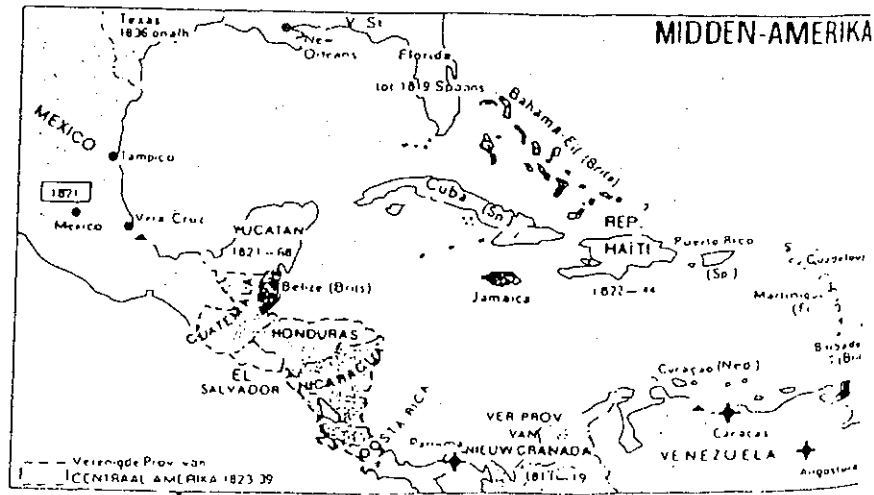 MIDDEN-AMERIKA
Texas
1836 onafh
V. St.
New
Orleans
Florida
tot 1819 Spaans
Bahama-Eil (Brits)
MEXICO
Tampico
1821
Mexico
Vera Cruz
YUCATAN
1821-68
Cuba (Sp)
REP.
HAÏTI
1822-44
Puerto Rico
(Sp)
Guadeloupe
Martinique
(Fr
Jamaica
Belize (Brits)
GUATEMALA
HONDURAS
EL
SALVADOR
NICARAGUA
COSTA RICA
Panama
VER PROV
VAN
NIEUW GRANADA
Curaçao (Ned)
Caracas
VENEZUELA
Angostura
Verenigde Prov. van
CENTRAAL AMERIKA 1823-39